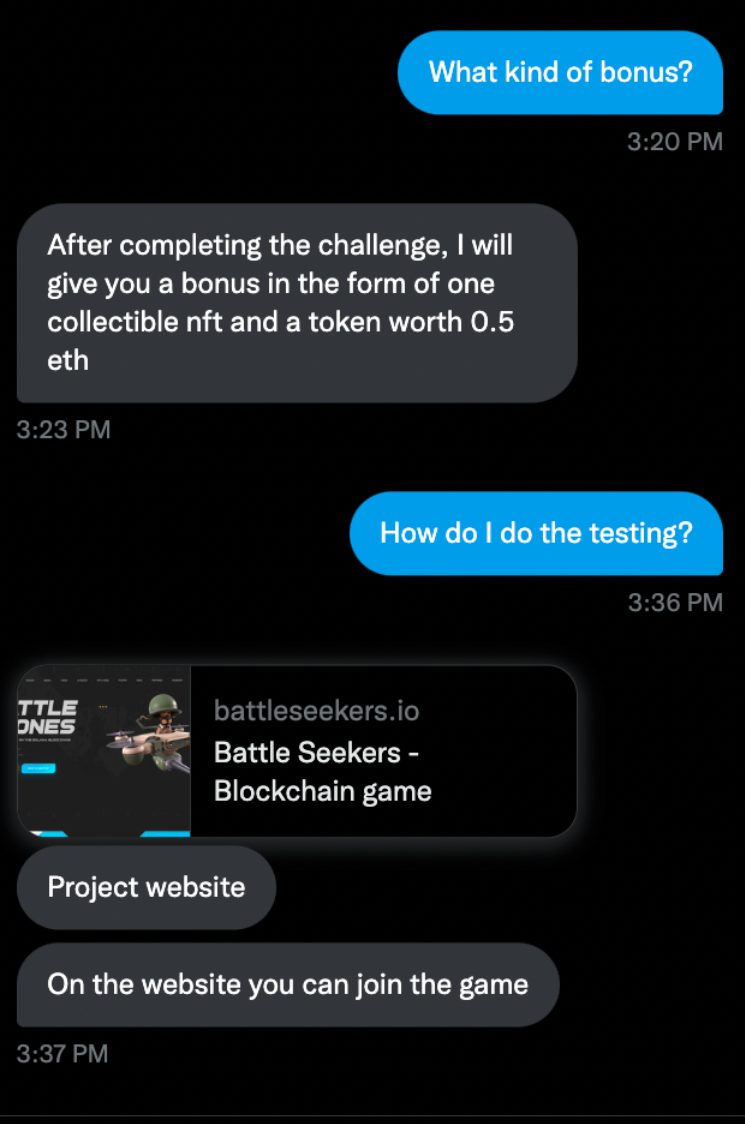 What kind of bonus?
3:20 PM
After completing the challenge, I will
give you a bonus in the form of one
collectible nft and a token worth 0.5
eth
3:23 PM
How do I do the testing?
3:36 PM
TTLE
ONES
battleseekers.io
Battle Seekers -
Blockchain game
Project website
On the website you can join the game
3:37 PM